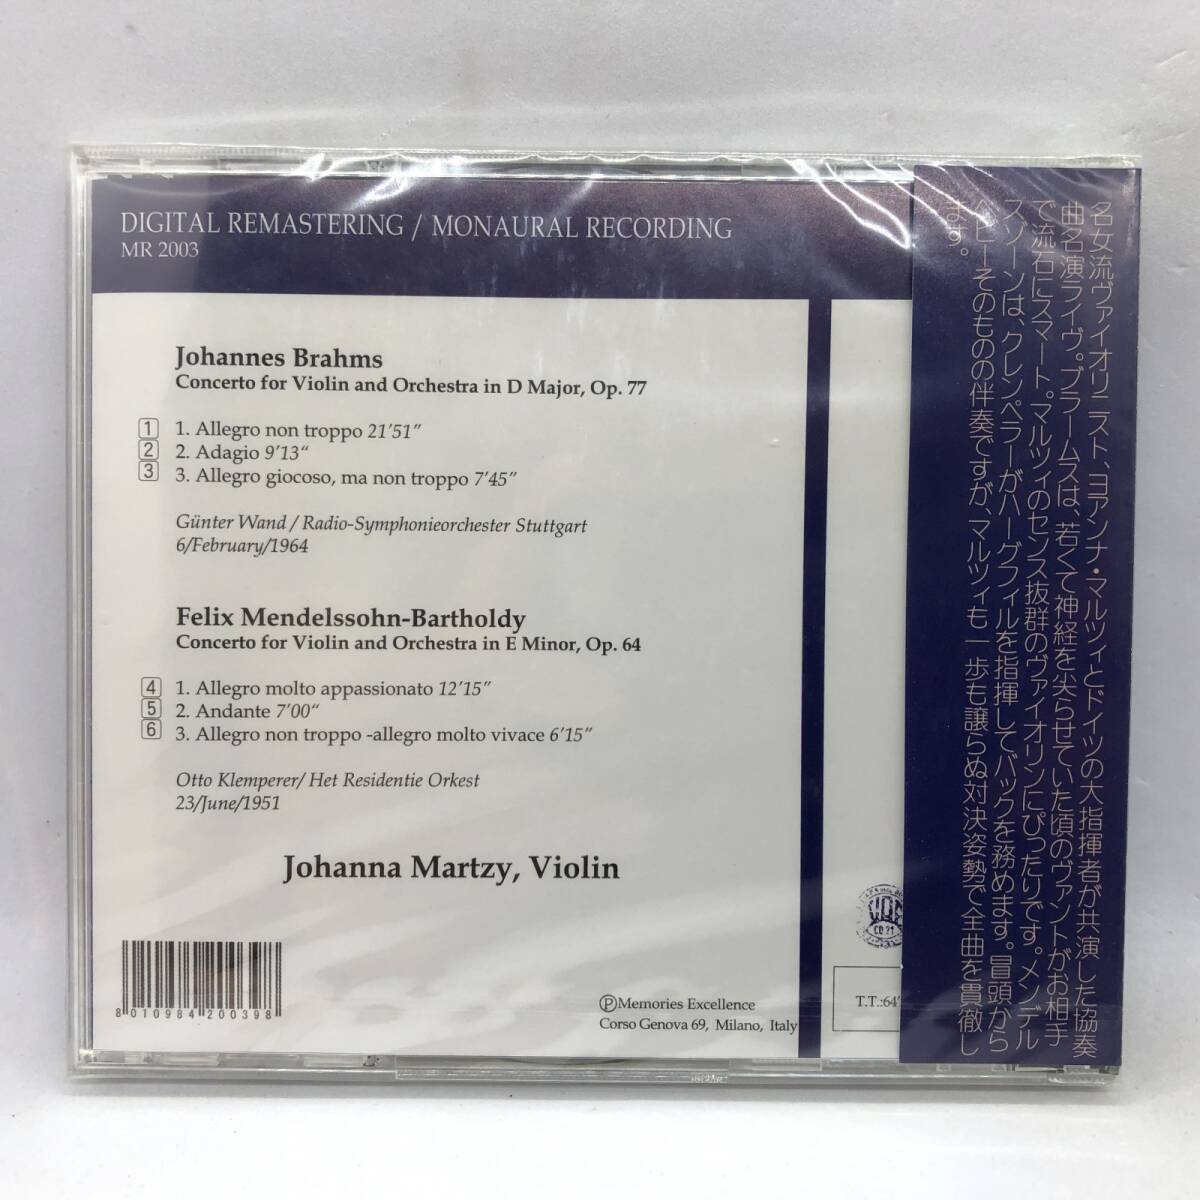 DIGITAL REMASTERING / MONAURAL RECORDING
MR 2003
Johannes Brahms
Concerto for Violin and Orchestra in D Major, Op. 77
1 1. Allegro non troppo 21'51"
2 2. Adagio 9'13"
3 3. Allegro giocoso, ma non troppo 7'45"
Günter Wand / Radio-Symphonieorchester Stuttgart
6/February/1964
Felix Mendelssohn-Bartholdy
Concerto for Violin and Orchestra in E Minor, Op. 64
4 1. Allegro molto appassionato 12'15"
5 2. Andante 7'00"
6 3. Allegro non troppo -allegro molto vivace 6'15"
Otto Klemperer/ Het Residentie Orkest
23/June/1951
Johanna Martzy, Violin
8 010984 200398
ⓅMemories Excellence
Corso Genova 69, Milano, Italy
T.T.:64'
名女流ヴァイオリニスト、ヨアンナ・マルツィとドイツの大指揮者が共演した協奏
曲名演ライヴ。ブラームスは、若くて神経を尖らせていた頃のヴァントがお相手
で流石にスマート。マルツィのセンス抜群のヴァイオリンにぴったりです。メンデル
スゾーンは、クレンペラーがハーグフィルを指揮してバックを務めます。冒頭から
ヘビーそのものの伴奏ですが、マルツィも一歩も譲らぬ対決姿勢で全曲を貫徹し
ます。